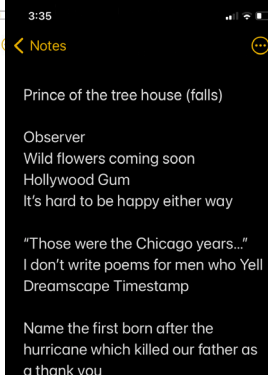 3:35
Notes
Prince of the tree house (falls)
Observer
Wild flowers coming soon
Hollywood Gum
It's hard to be happy either way
“Those were the Chicago years...”
I don't write poems for men who Yell
Dreamscape Timestamp
Name the first born after the
hurricane which killed our father as
a thank you